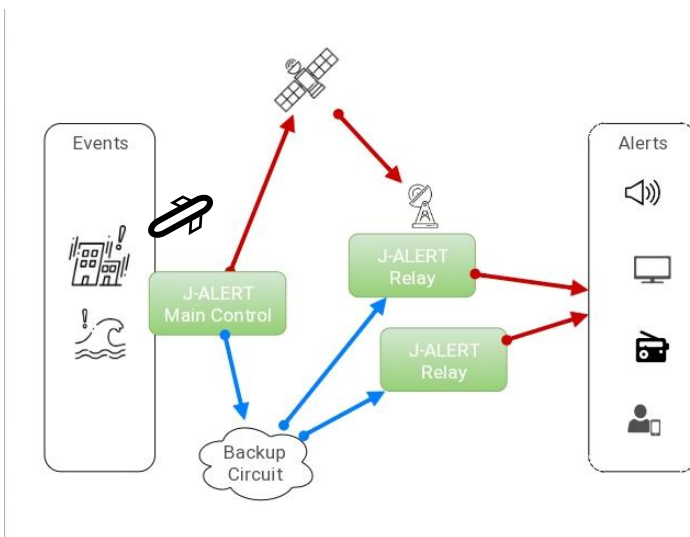 Events
Alerts
J-ALERT
Relay
J-ALERT
Main Control
J-ALERT
Relay
Backup
Circuit